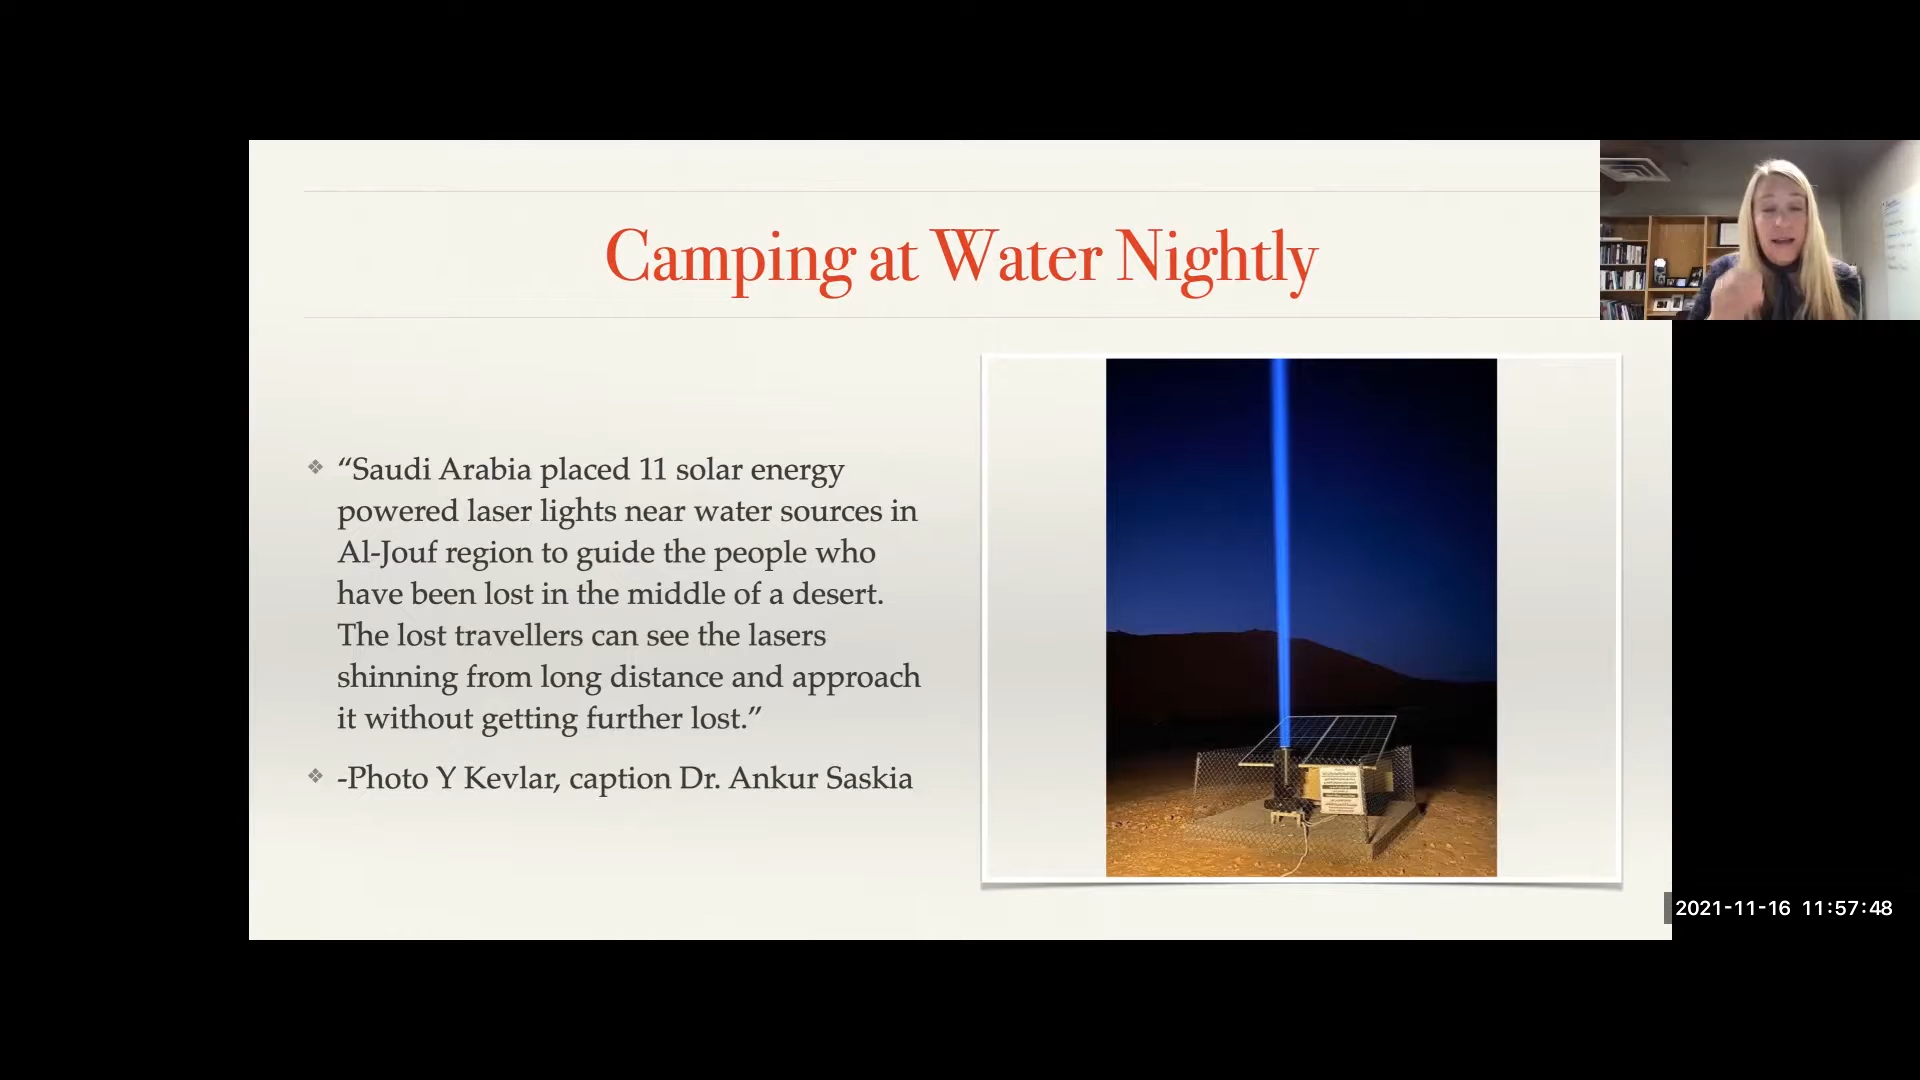 Camping at Water Nightly
“Saudi Arabia placed 11 solar energy
powered laser lights near water sources in
Al-Jouf region to guide the people who
have been lost in the middle of a desert.
The lost travellers can see the lasers
shinning from long distance and approach
it without getting further lost.”
-Photo Y Kevlar, caption Dr. Ankur Saskia
2021-11-16 11:57:48